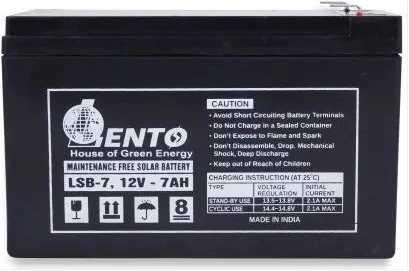 LENTO
House of Green Energy
MAINTENANCE FREE SOLAR BATTERY
LSB-7, 12V - 7AH
8
CAUTION
• Avoid Short Circuiting Battery Terminals
• Do Not Charge in a Sealed Container
• Don't Expose to Flame and Spark
• Don't Disasssemble, Drop, Mechanical
Shock, Deep Discharge
• Keep out of Reach of Children
CHARGING INSTRUCTION (AT 25°C)
TYPE VOLTAGE REGULATION INITIAL CURRENT
STAND-BY USE 13.5–13.8V 2.1A MAX
CYCLIC USE 14.4–14.8V 2.1A MAX
MADE IN INDIA